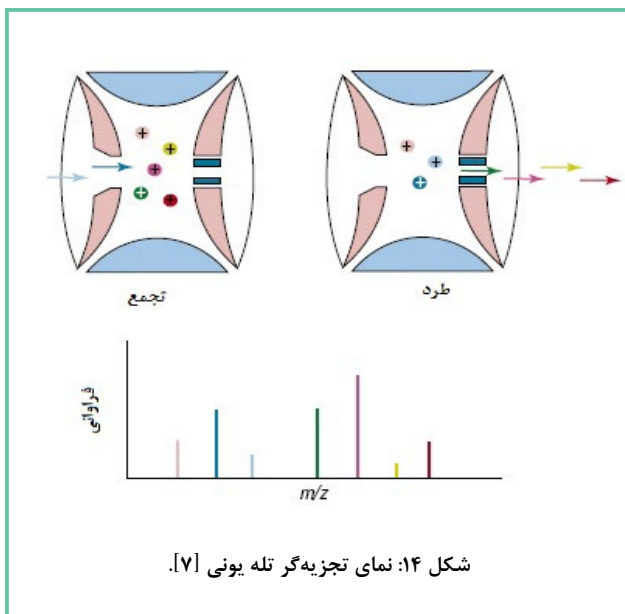 + + + + +
+ + +
تجمع
طرد
فراوانی
m/z
شکل ۱۴: نمای تجزیه‌گر تله یونی [۷].